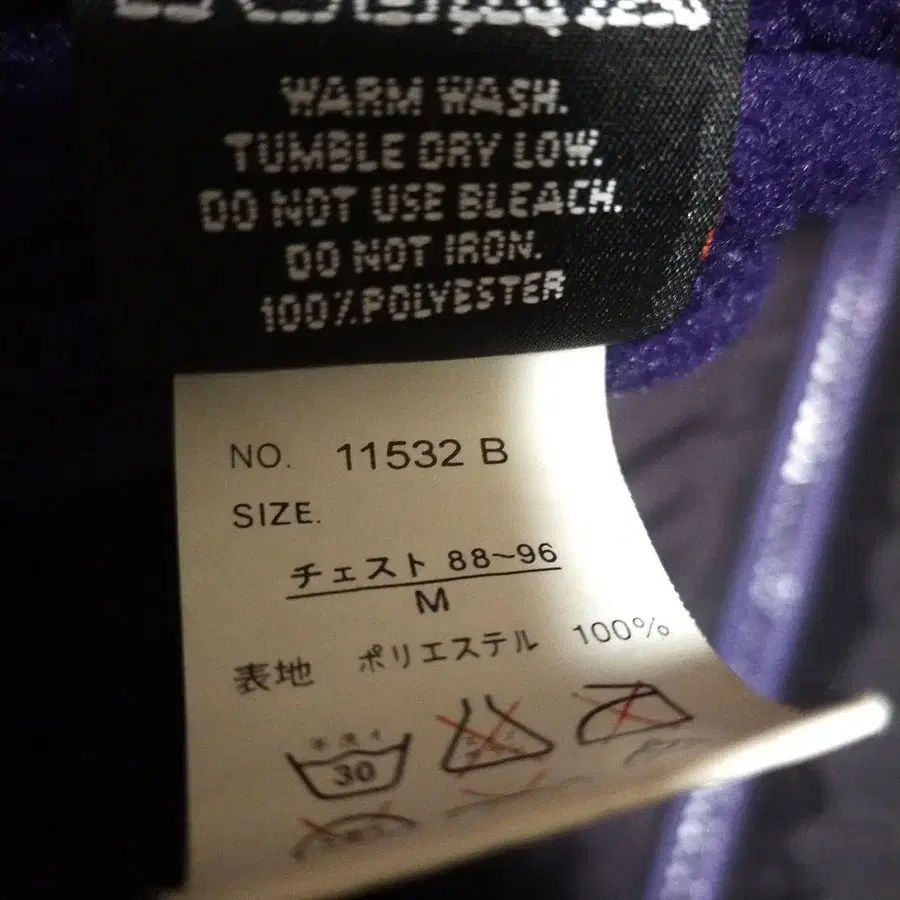 WARM WASH.
TUMBLE DRY LOW.
DO NOT USE BLEACH.
DO NOT IRON.
100%POLYESTER
NO. 11532 B
SIZE.
チェスト 88~96
M
表地 ポリエステル 100%
30